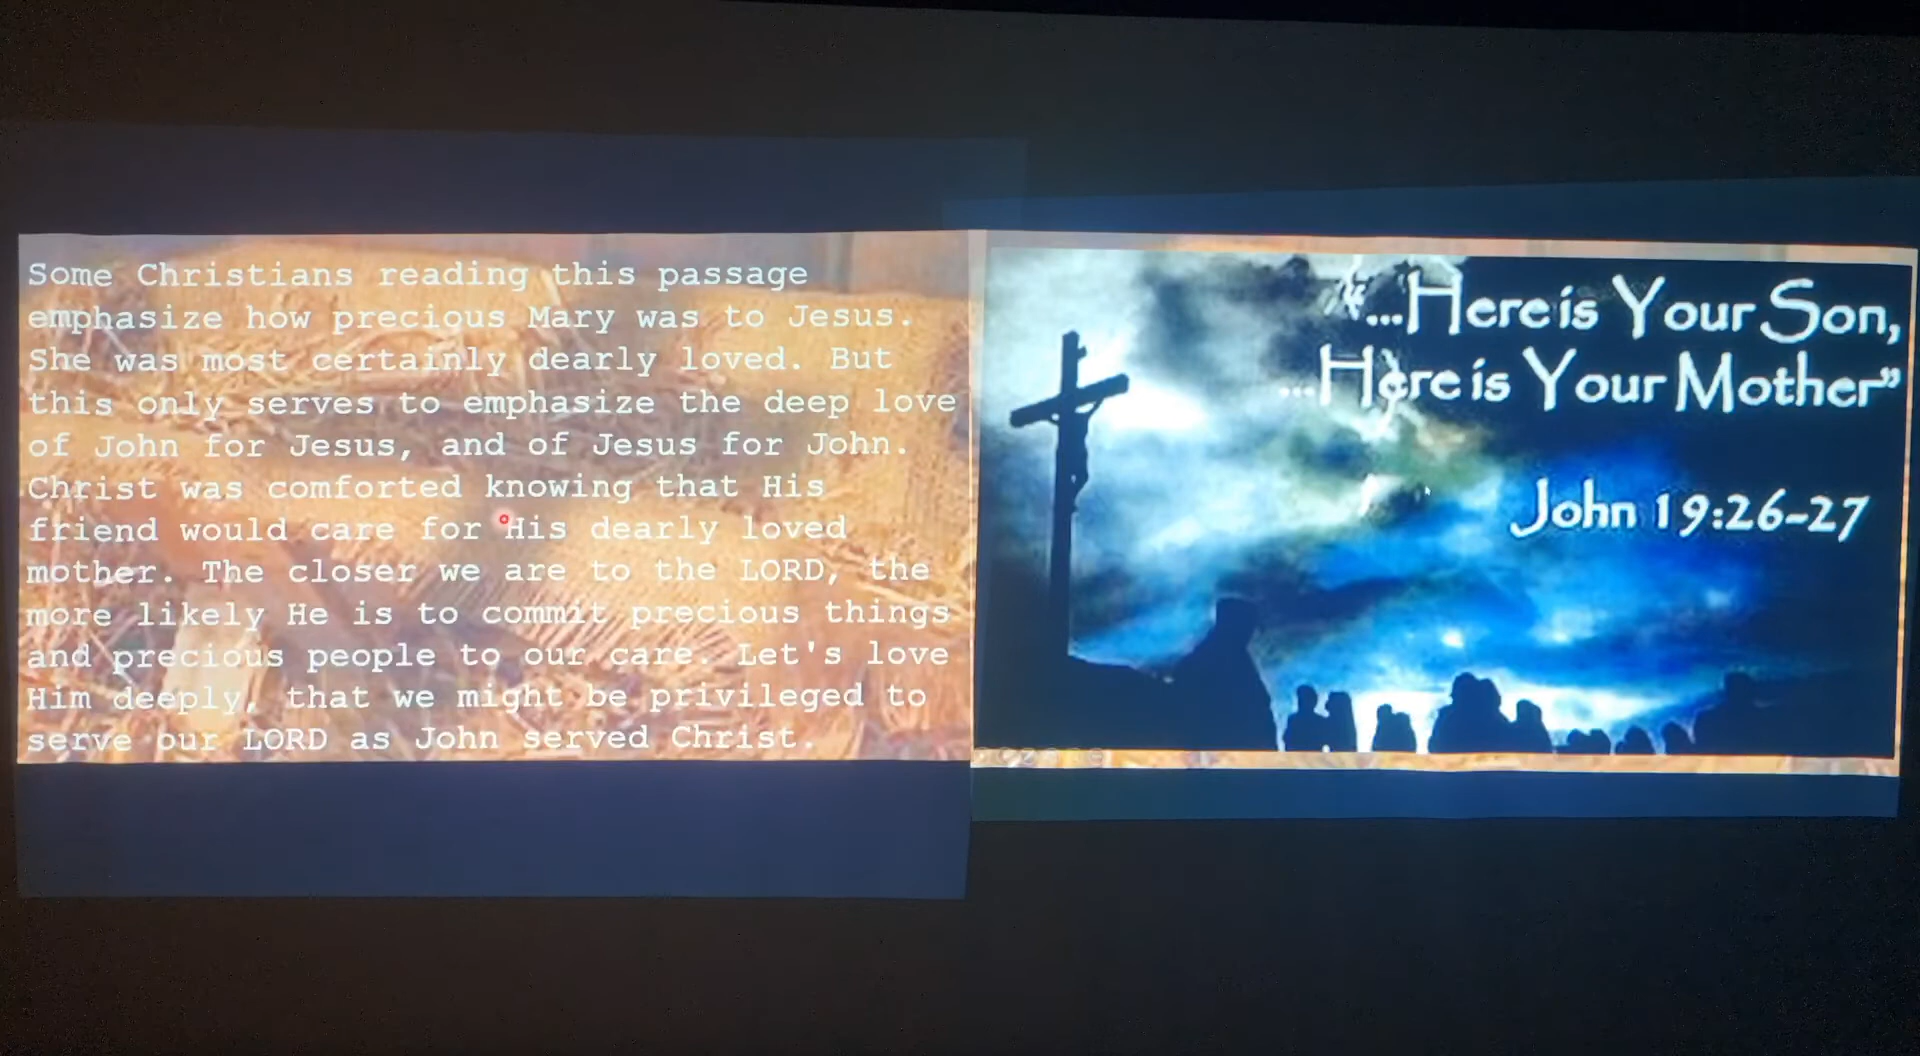 Some Christians reading this passage
emphasize how precious Mary was to Jesus.
She was most certainly dearly loved. But
this only serves to emphasize the deep love
of John for Jesus, and of Jesus for John.
Christ was comforted knowing that His
friend would care for His dearly loved
mother. The closer we are to the LORD, the
more likely He is to commit precious things
and precious people to our care. Let's love
Him deeply, that we might be privileged to
serve our LORD as John served Christ.
“...Here is Your Son,
...Here is Your Mother”
John 19:26-27